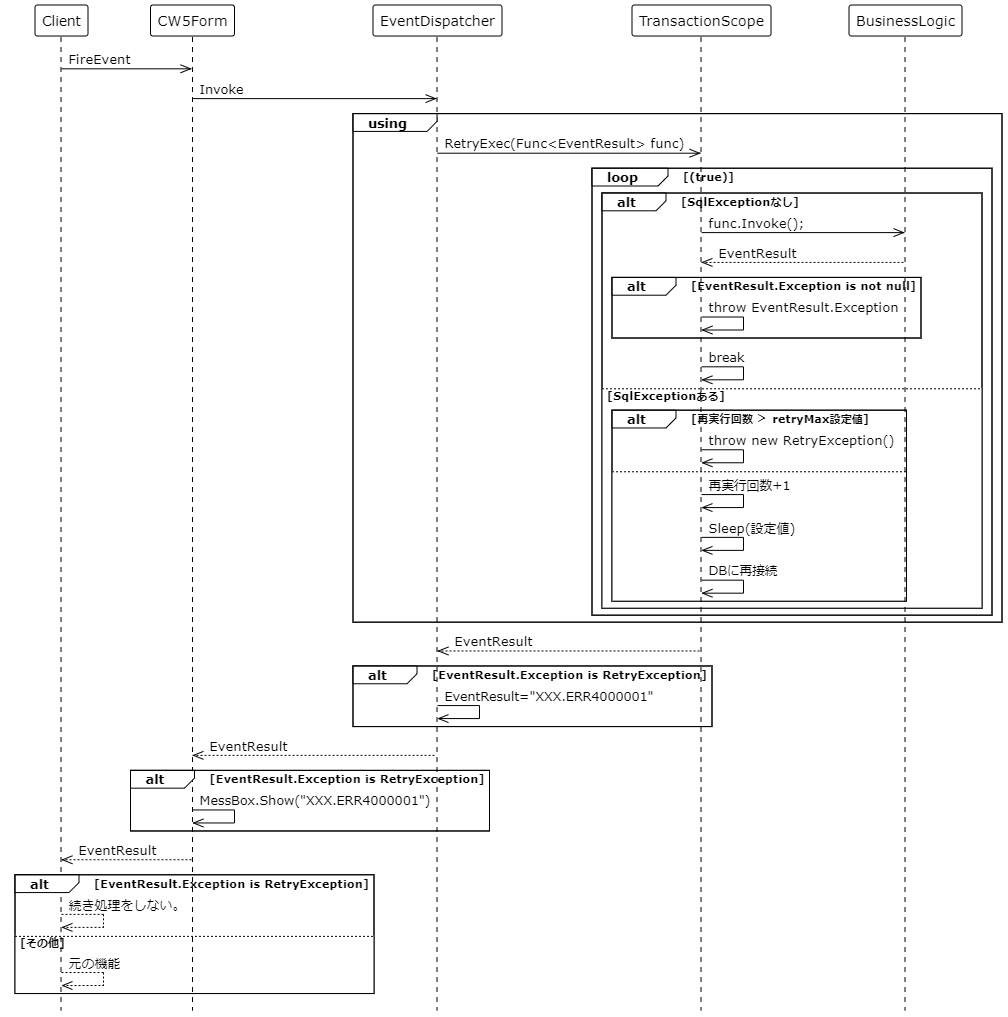 Client
CW5Form
EventDispatcher
TransactionScope
BusinessLogic
FireEvent
Invoke
using
RetryExec(Func<EventResult> func)
loop
[(true)]
alt
[SqlExceptionなし]
func.Invoke();
EventResult
alt
[EventResult.Exception is not null]
throw EventResult.Exception
break
[SqlExceptionある]
alt
[再実行回数 > retryMax設定値]
throw new RetryException()
再実行回数+1
Sleep(設定値)
DBに再接続
EventResult
alt
[EventResult.Exception is RetryException]
EventResult="XXX.ERR4000001"
EventResult
alt
[EventResult.Exception is RetryException]
MessBox.Show("XXX.ERR4000001")
EventResult
alt
[EventResult.Exception is RetryException]
続き処理をしない。
[その他]
元の機能